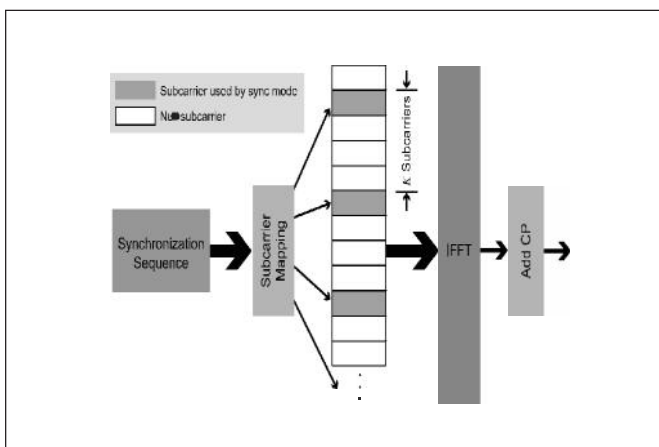 Subcarrier used by sync mode
subcarrier
K Subcarriers
Synchronization
Sequence
Subcarrier
Mapping
IFFT
Add CP